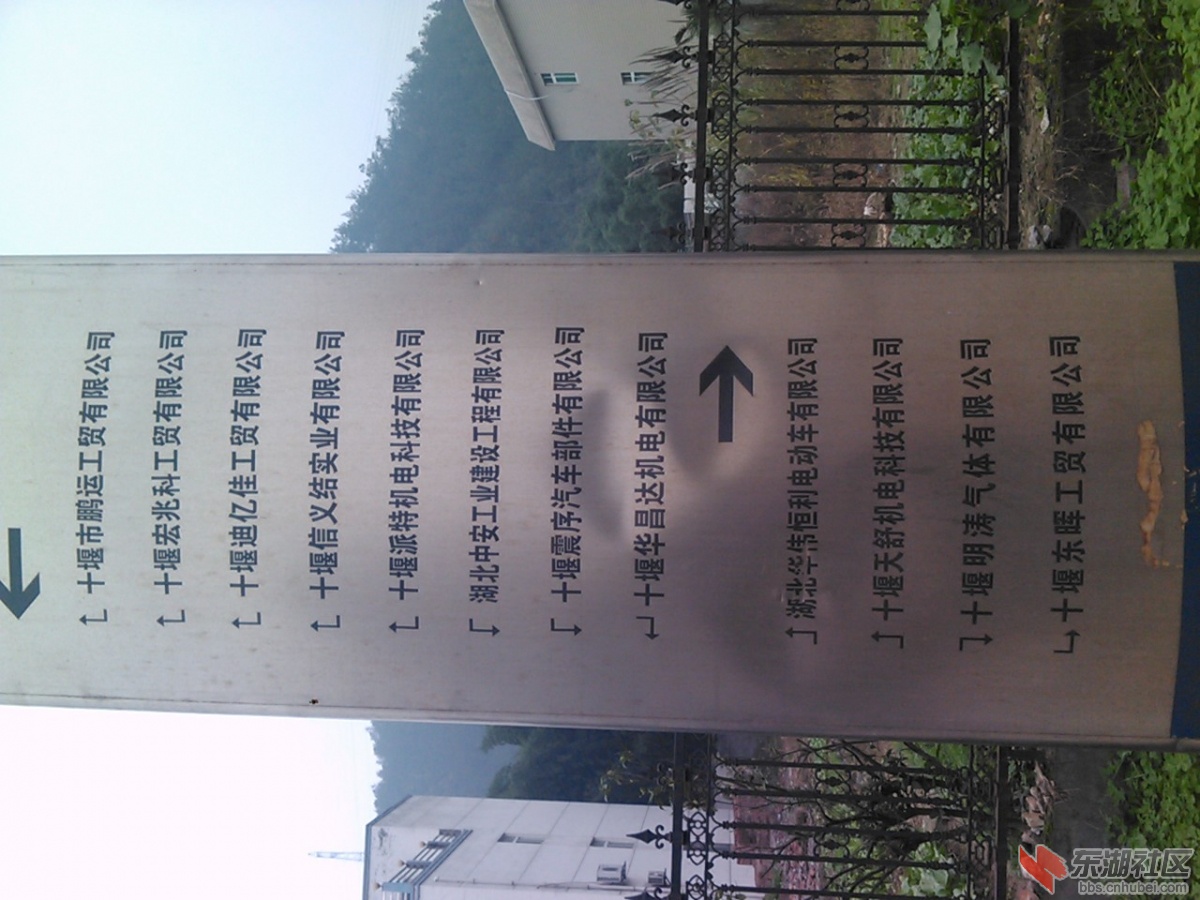 十堰市鹏运工贸有限公司
十堰宏兆科工贸有限公司
十堰迪亿佳工贸有限公司
十堰信义结实业有限公司
十堰派特机电科技有限公司
湖北中安工业建设工程有限公司
十堰震序汽车部件有限公司
十堰华昌达机电有限公司
湖北华伟恒利电动车有限公司
十堰天舒机电科技有限公司
十堰明涛气体有限公司
十堰东晖工贸有限公司
东湖社区
bbs.cnhubei.com